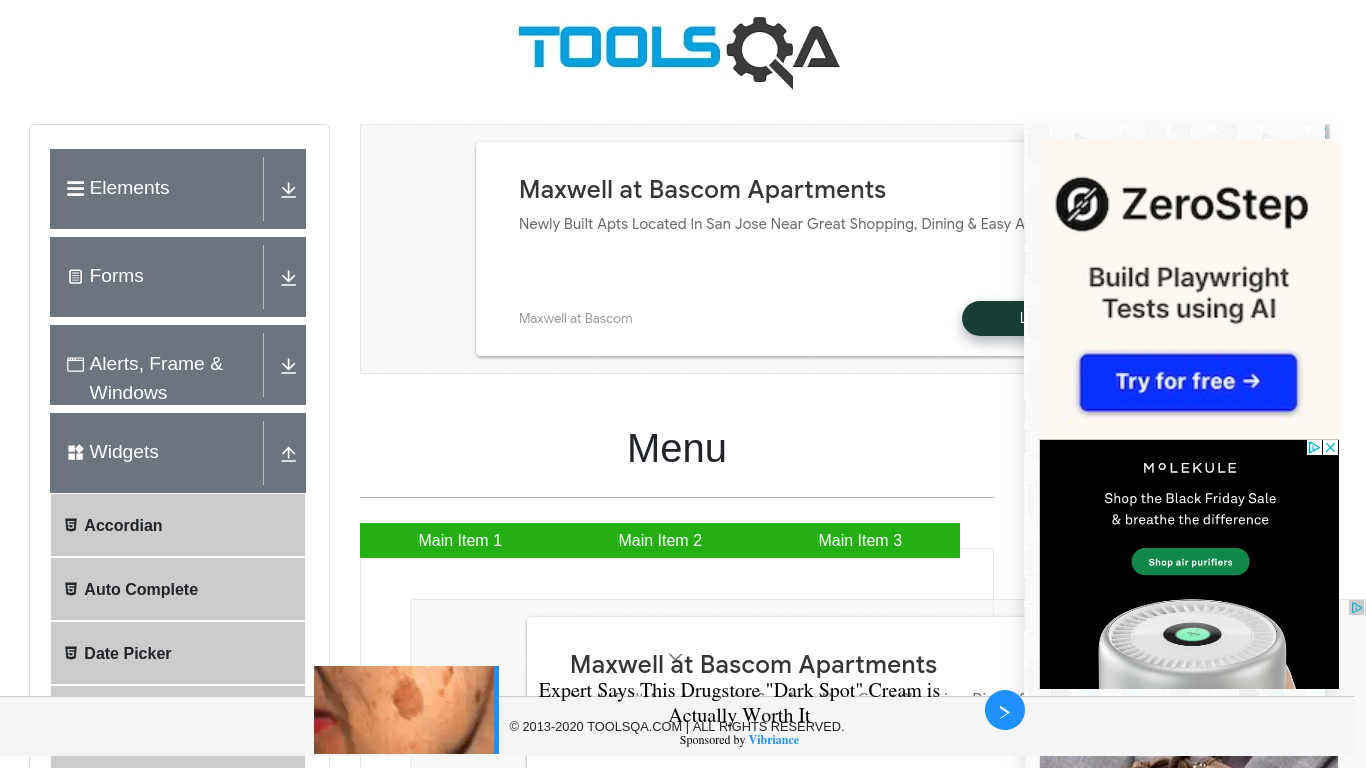 TOOLSQA
Elements
Forms
Alerts, Frame &
Windows
Widgets
Accordian
Auto Complete
Date Picker
Maxwell at Bascom Apartments
Newly Built Apts Located In San Jose Near Great Shopping, Dining & Easy A
Maxwell at Bascom
Menu
Main Item 1
Main Item 2
Main Item 3
Maxwell at Bascom Apartments
Expert Says This Drugstore "Dark Spot" Cream is
Actually Worth It
Sponsored by Vibriance
© 2013-2020 TOOLSQA.COM | ALL RIGHTS RESERVED.
ZeroStep
Build Playwright
Tests using AI
Try for free →
MOLEKULE
Shop the Black Friday Sale
& breathe the difference
Shop air purifiers